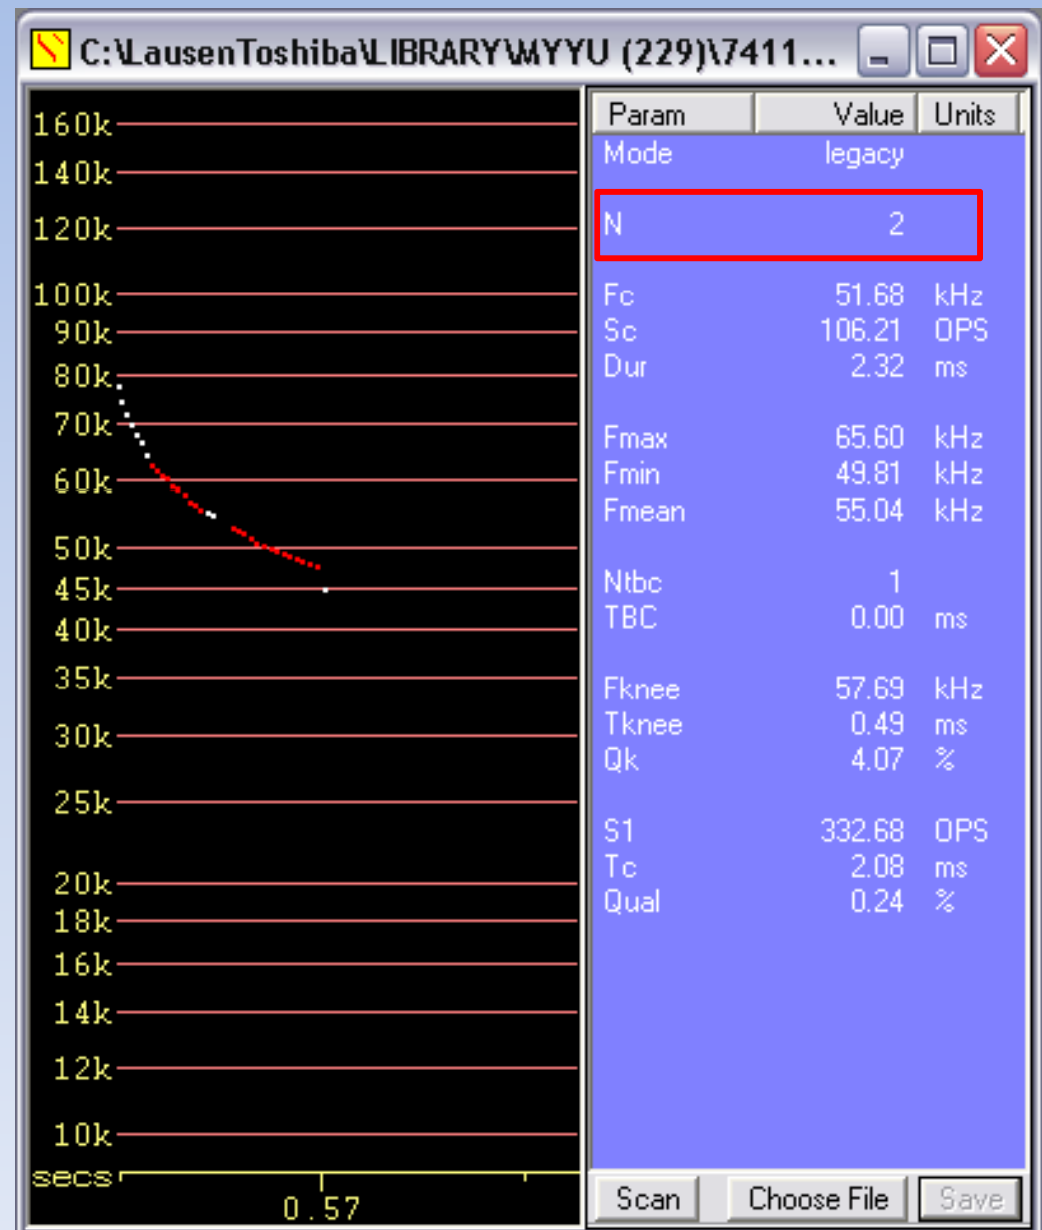 C:\LausenToshiba\LIBRARY\MYYU (229)\7411...
160k
140k
120k
100k
90k
80k
70k
60k
50k
45k
40k
35k
30k
25k
20k
18k
16k
14k
12k
10k
secs
0.57
Param Value Units
Mode legacy
N 2
Fc 51.68 kHz
Sc 106.21 OPS
Dur 2.32 ms
Fmax 65.60 kHz
Fmin 49.81 kHz
Fmean 55.04 kHz
Ntbc 1
TBC 0.00 ms
Fknee 57.69 kHz
Tknee 0.49 ms
Qk 4.07 %
S1 332.68 OPS
Tc 2.08 ms
Qual 0.24 %
Scan Choose File Save